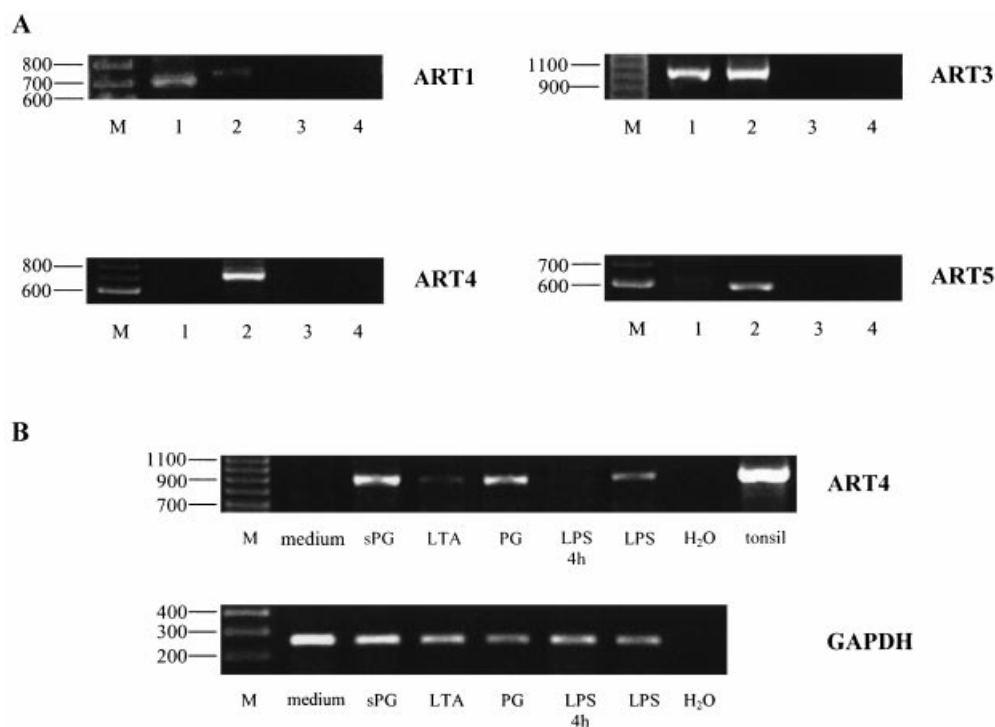 A
800
700
600
ART1
M 1 2 3 4
1100
900
ART3
M 1 2 3 4
800
600
ART4
M 1 2 3 4
700
600
ART5
M 1 2 3 4
B
1100
900
700
ART4
M medium sPG LTA PG LPS LPS H₂O tonsil
4h
400
300
200
GAPDH
M medium sPG LTA PG LPS LPS H₂O
4h